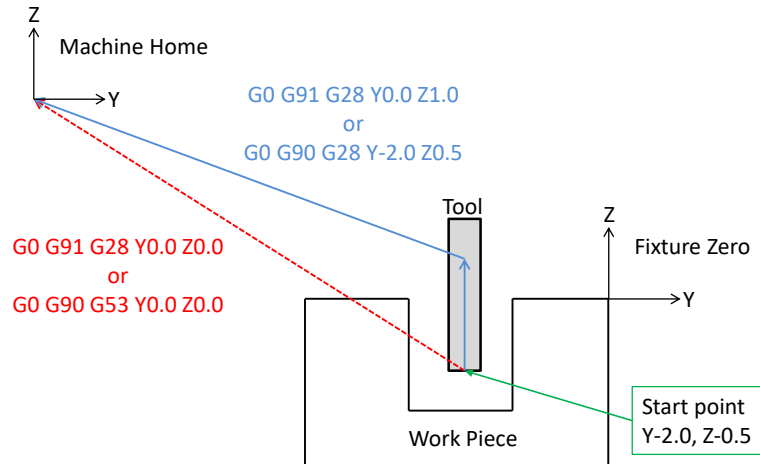 Z
Machine Home
Y
G0 G91 G28 Y0.0 Z1.0
or
G0 G90 G28 Y-2.0 Z0.5
Tool
Z
G0 G91 G28 Y0.0 Z0.0
or
G0 G90 G53 Y0.0 Z0.0
Fixture Zero
Y
Start point
Y-2.0, Z-0.5
Work Piece